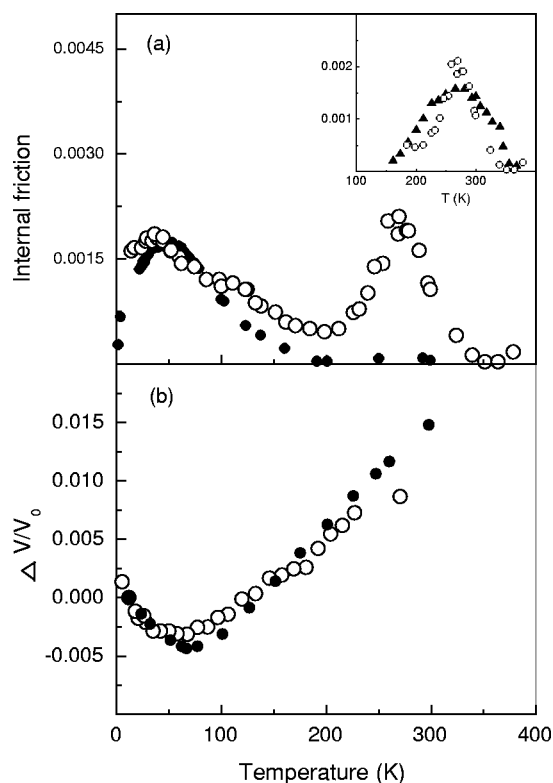 0.0045
0.0030
0.0015
Internal friction
(a)
0.002
0.001
100 200 300
T (K)
(b)
0.015
0.010
0.005
0.000
-0.005
Δ V/V0
0 100 200 300 400
Temperature (K)